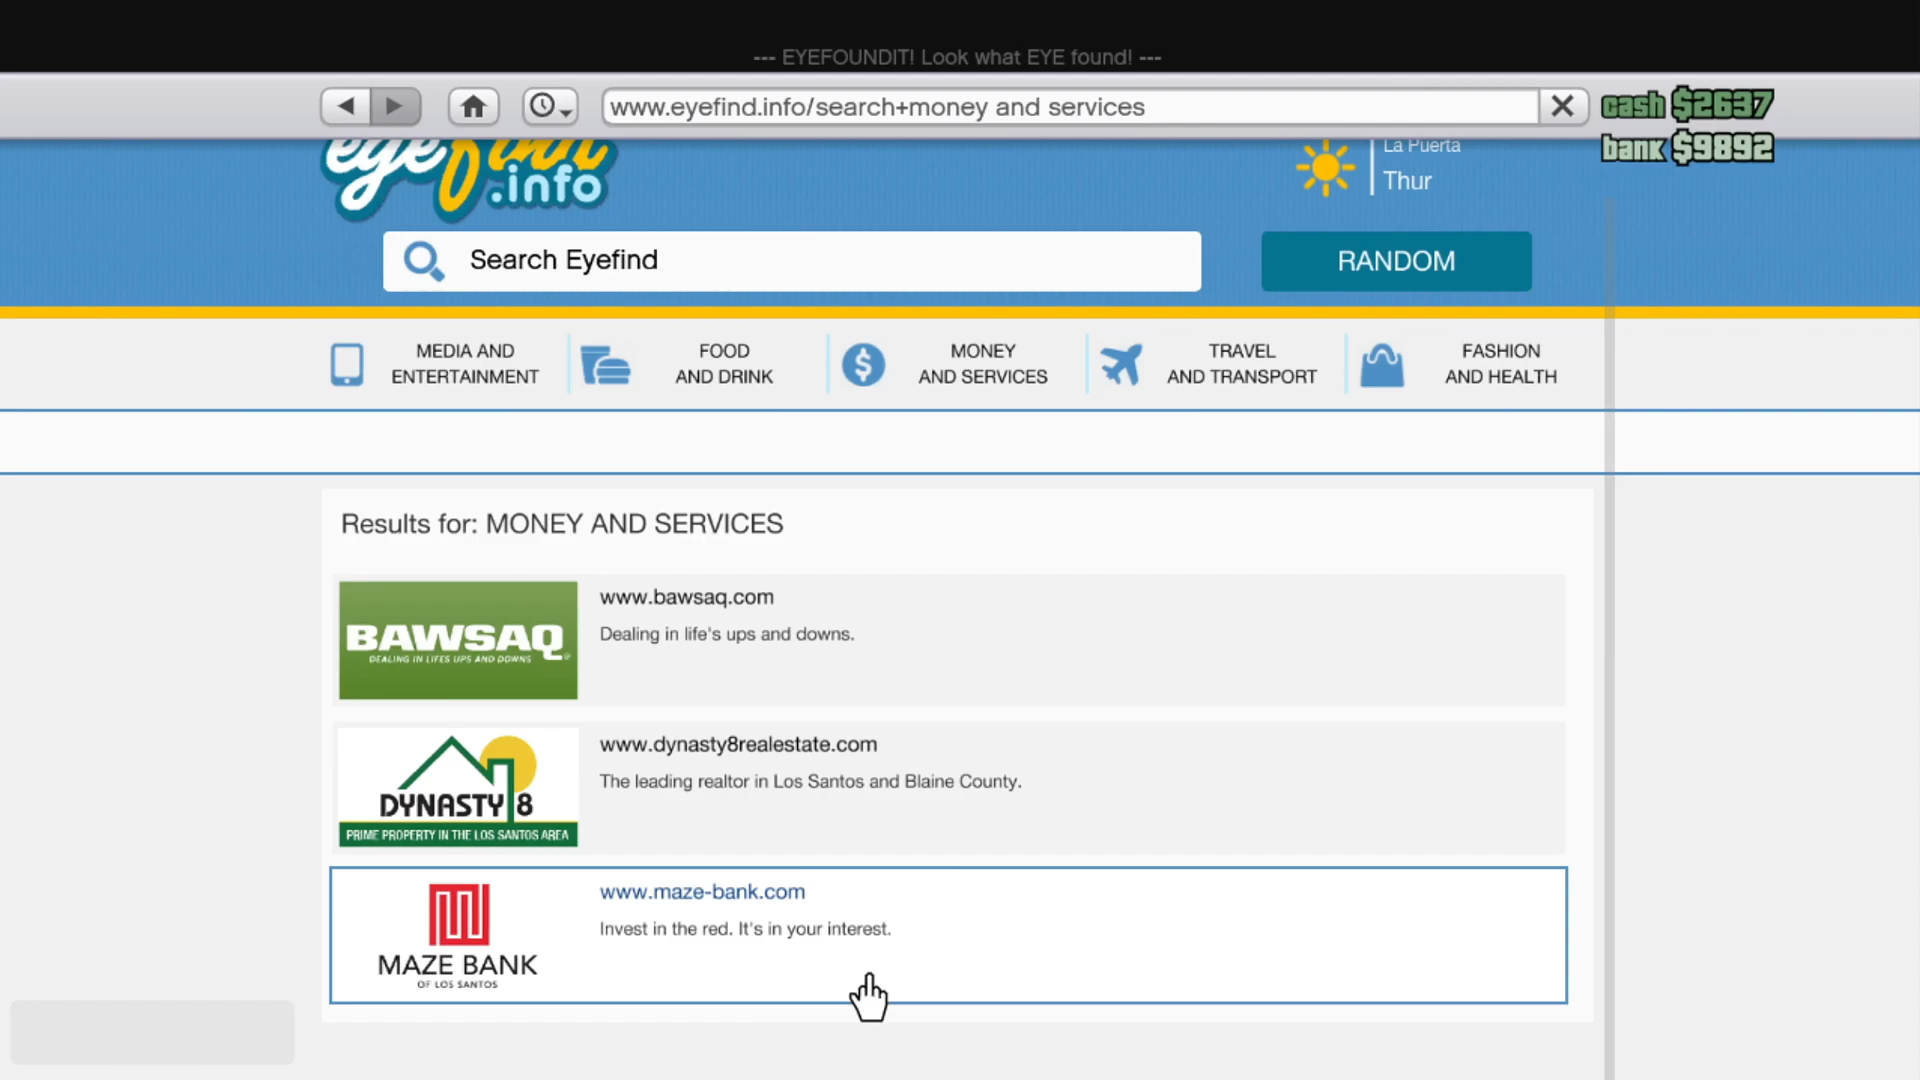 --- EYEFOUNDIT! Look what EYE found! ---
www.eyefind.info/search+money and services
cash $2637
bank $9892
eyefind
.info
La Puerta
Thur
Search Eyefind
RANDOM
MEDIA AND
ENTERTAINMENT
FOOD
AND DRINK
MONEY
AND SERVICES
TRAVEL
AND TRANSPORT
FASHION
AND HEALTH
Results for: MONEY AND SERVICES
BAWSAQ
DEALING IN LIFES UPS AND DOWNS
www.bawsaq.com
Dealing in life's ups and downs.
DYNASTY 8
PRIME PROPERTY IN THE LOS SANTOS AREA
www.dynasty8realestate.com
The leading realtor in Los Santos and Blaine County.
MAZE BANK
OF LOS SANTOS
www.maze-bank.com
Invest in the red. It's in your interest.